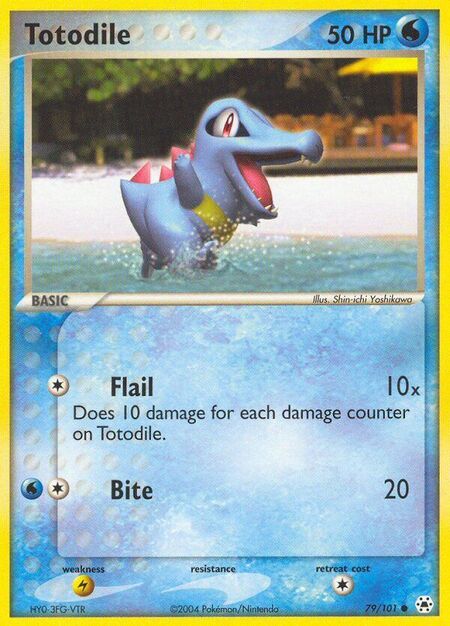 Totodile 50 HP
BASIC
Illus. Shin-ichi Yoshikawa
Flail 10x
Does 10 damage for each damage counter
on Totodile.
Bite 20
weakness resistance retreat cost
HY0-3FG-VTR ©2004 Pokémon/Nintendo 79/101